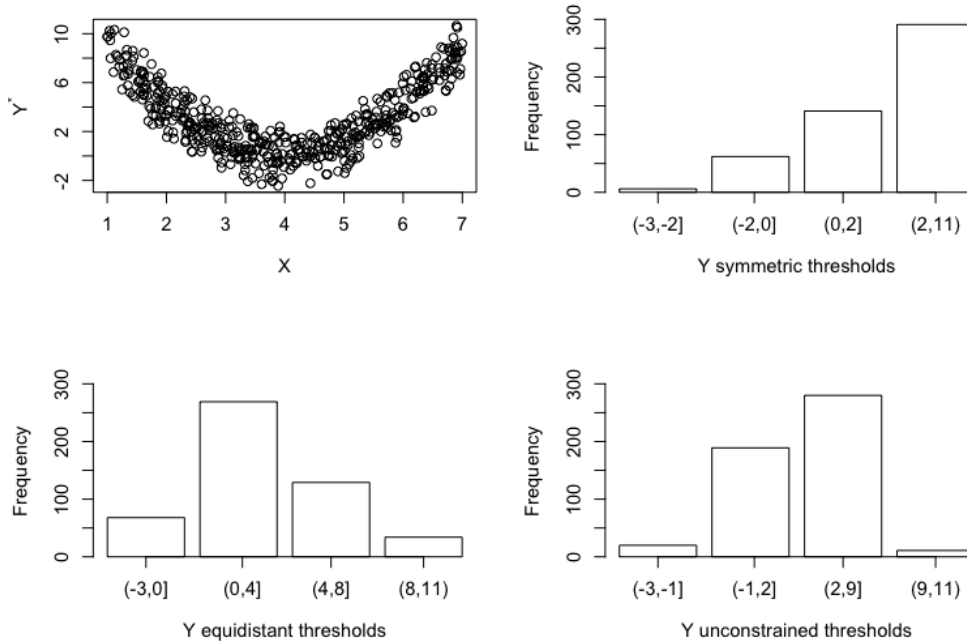 Y*
10
6
2
-2
1 2 3 4 5 6 7
X
Frequency
300
100
0
(-3,-2] (-2,0] (0,2] (2,11)
Y symmetric thresholds
Frequency
300
200
100
0
(-3,0] (0,4] (4,8] (8,11)
Y equidistant thresholds
Frequency
300
200
100
0
(-3,-1] (-1,2] (2,9] (9,11)
Y unconstrained thresholds